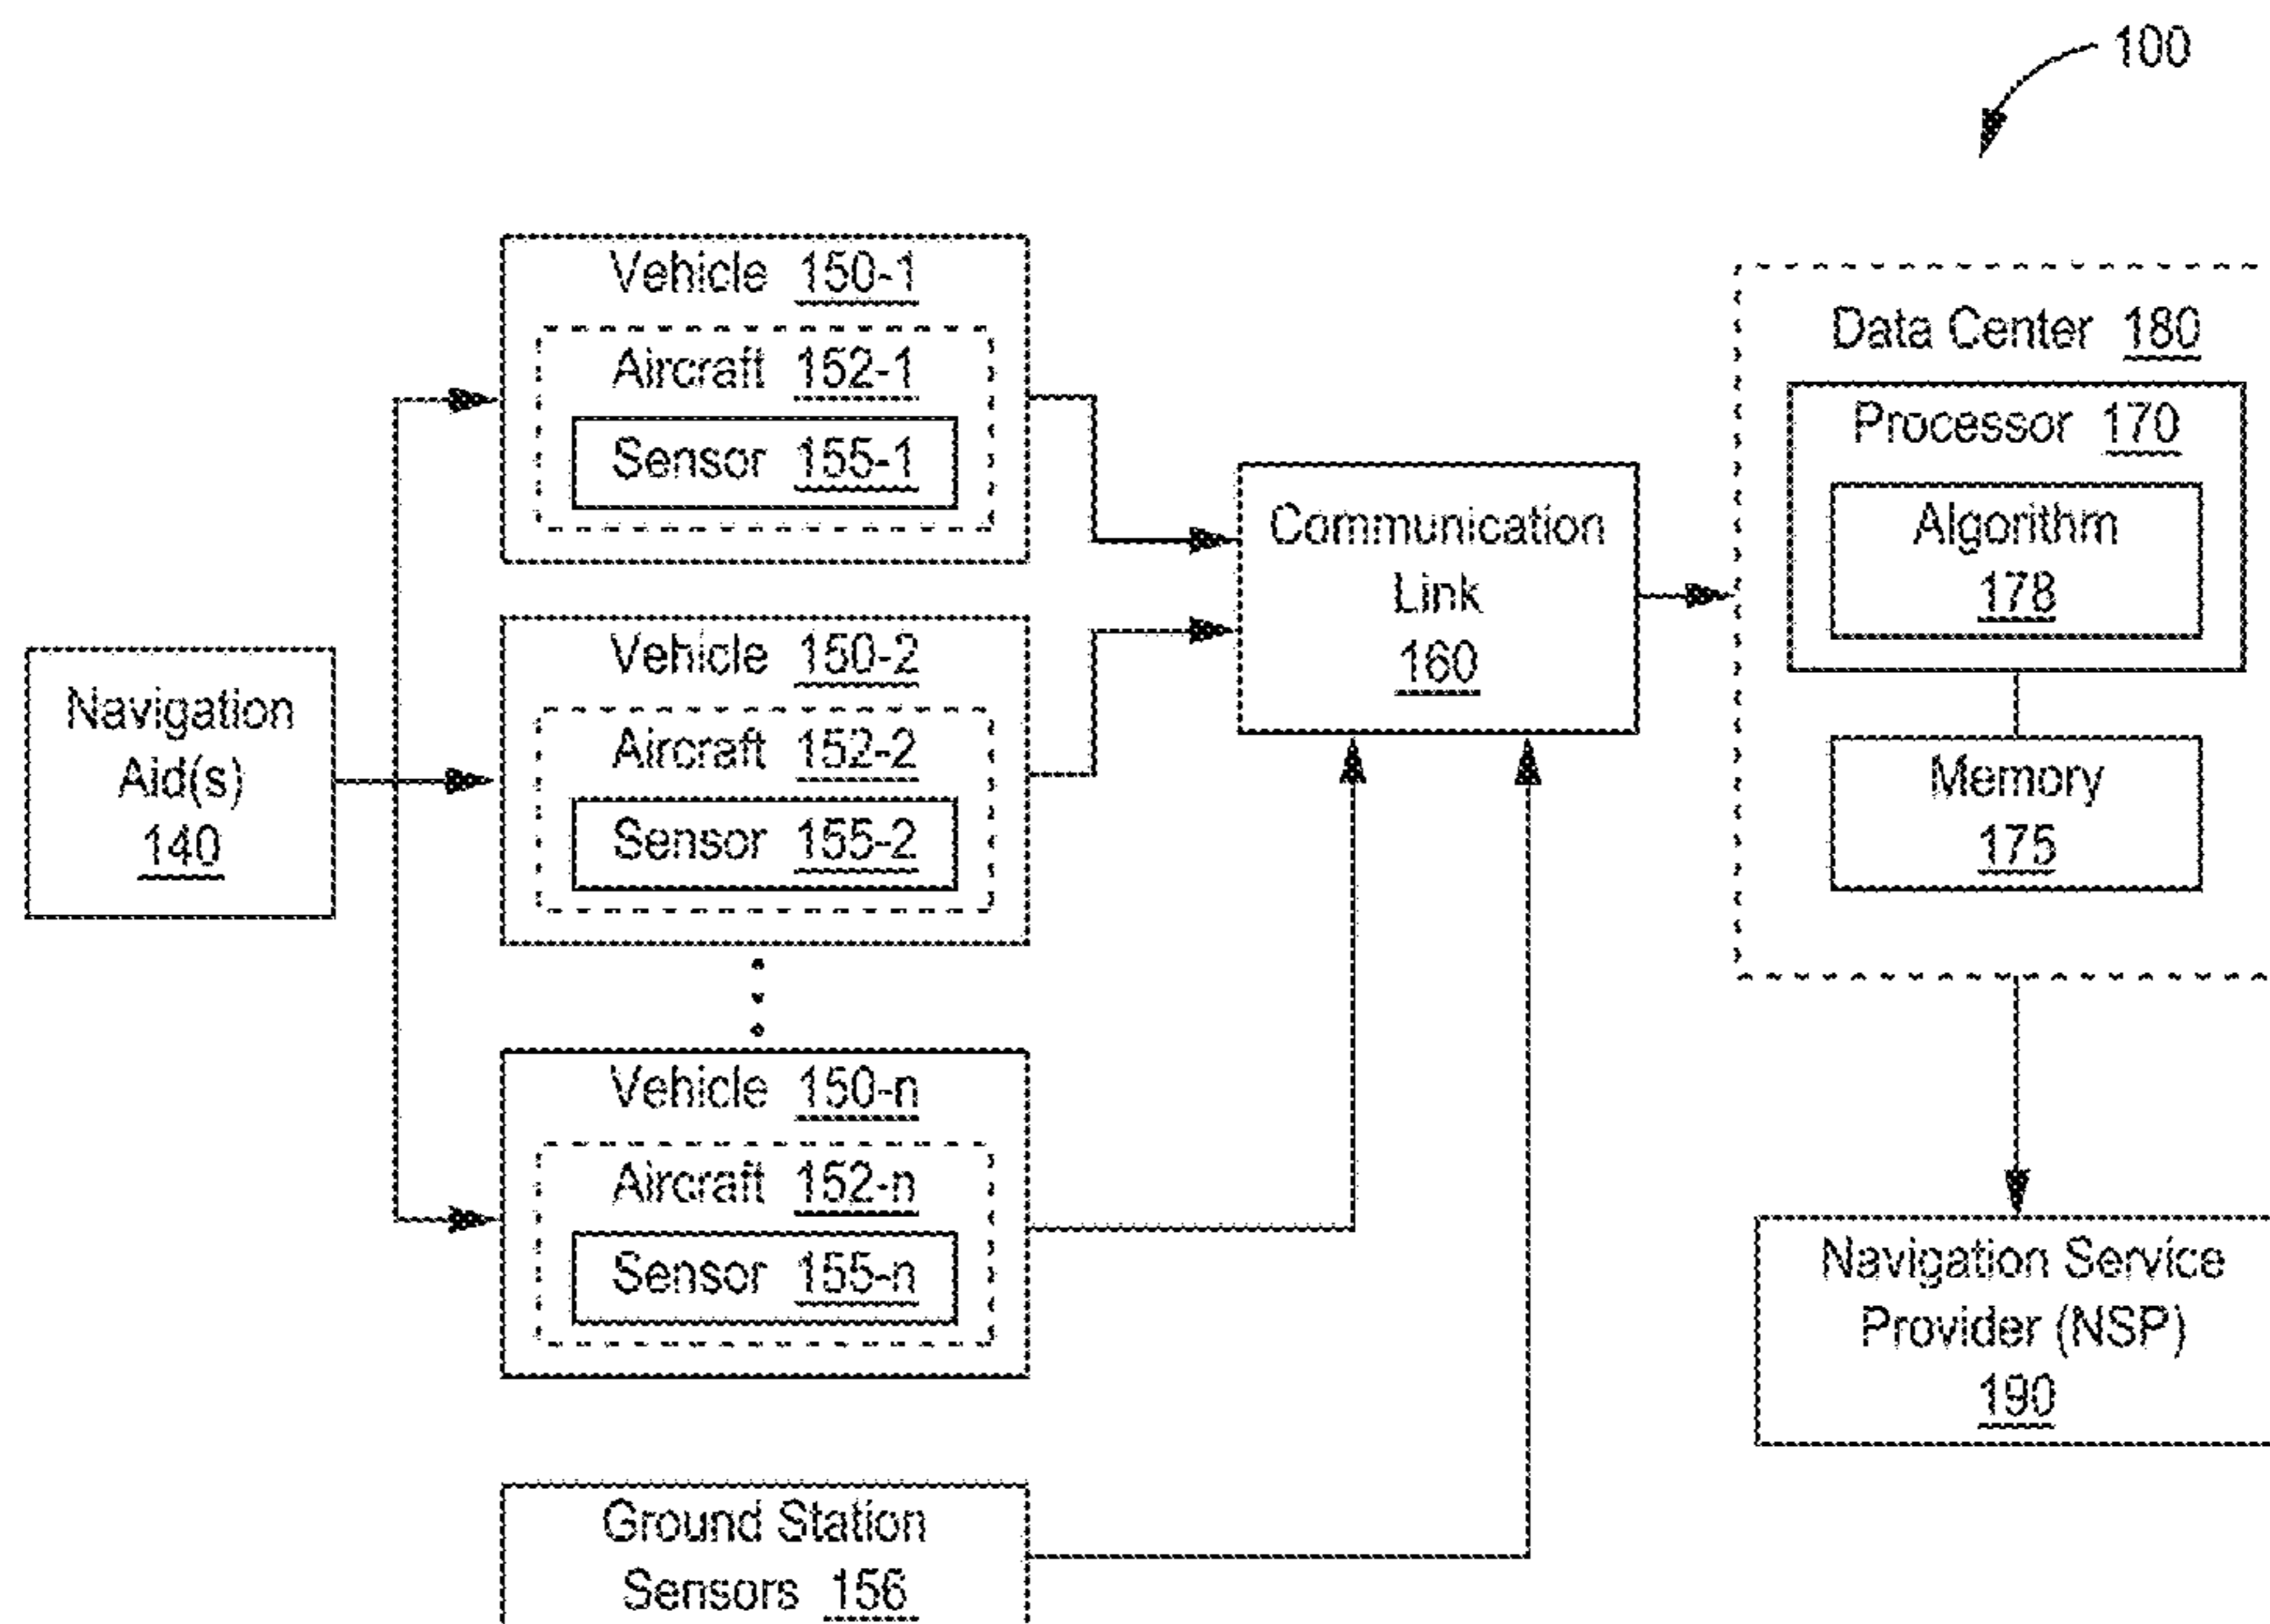 100
Vehicle 150-1
Aircraft 152-1
Sensor 155-1
Vehicle 150-2
Aircraft 152-2
Sensor 155-2
Vehicle 150-n
Aircraft 152-n
Sensor 155-n
Navigation
Aid(s)
140
Ground Station
Sensors 156
Communication
Link
160
Data Center 180
Processor 170
Algorithm
178
Memory
175
Navigation Service
Provider (NSP)
190